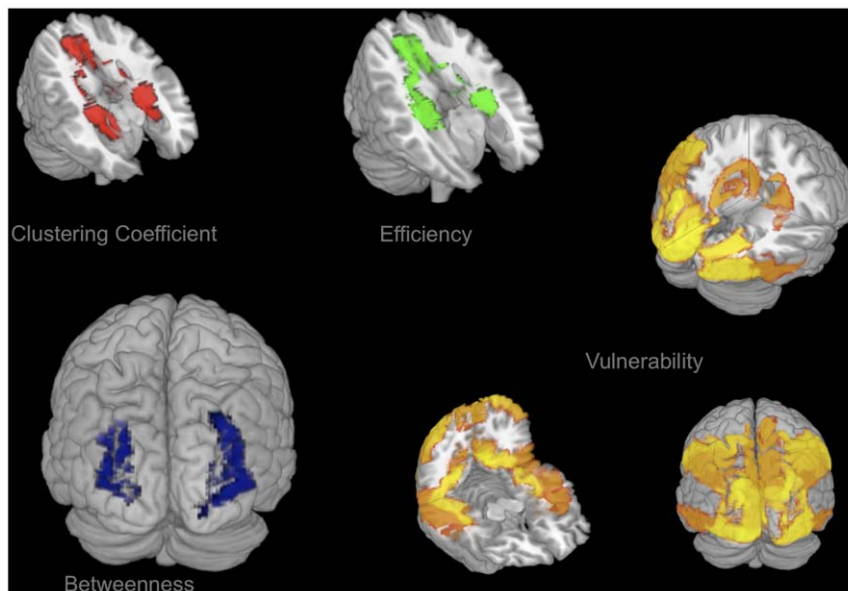 Clustering Coefficient
Efficiency
Vulnerability
Betweenness